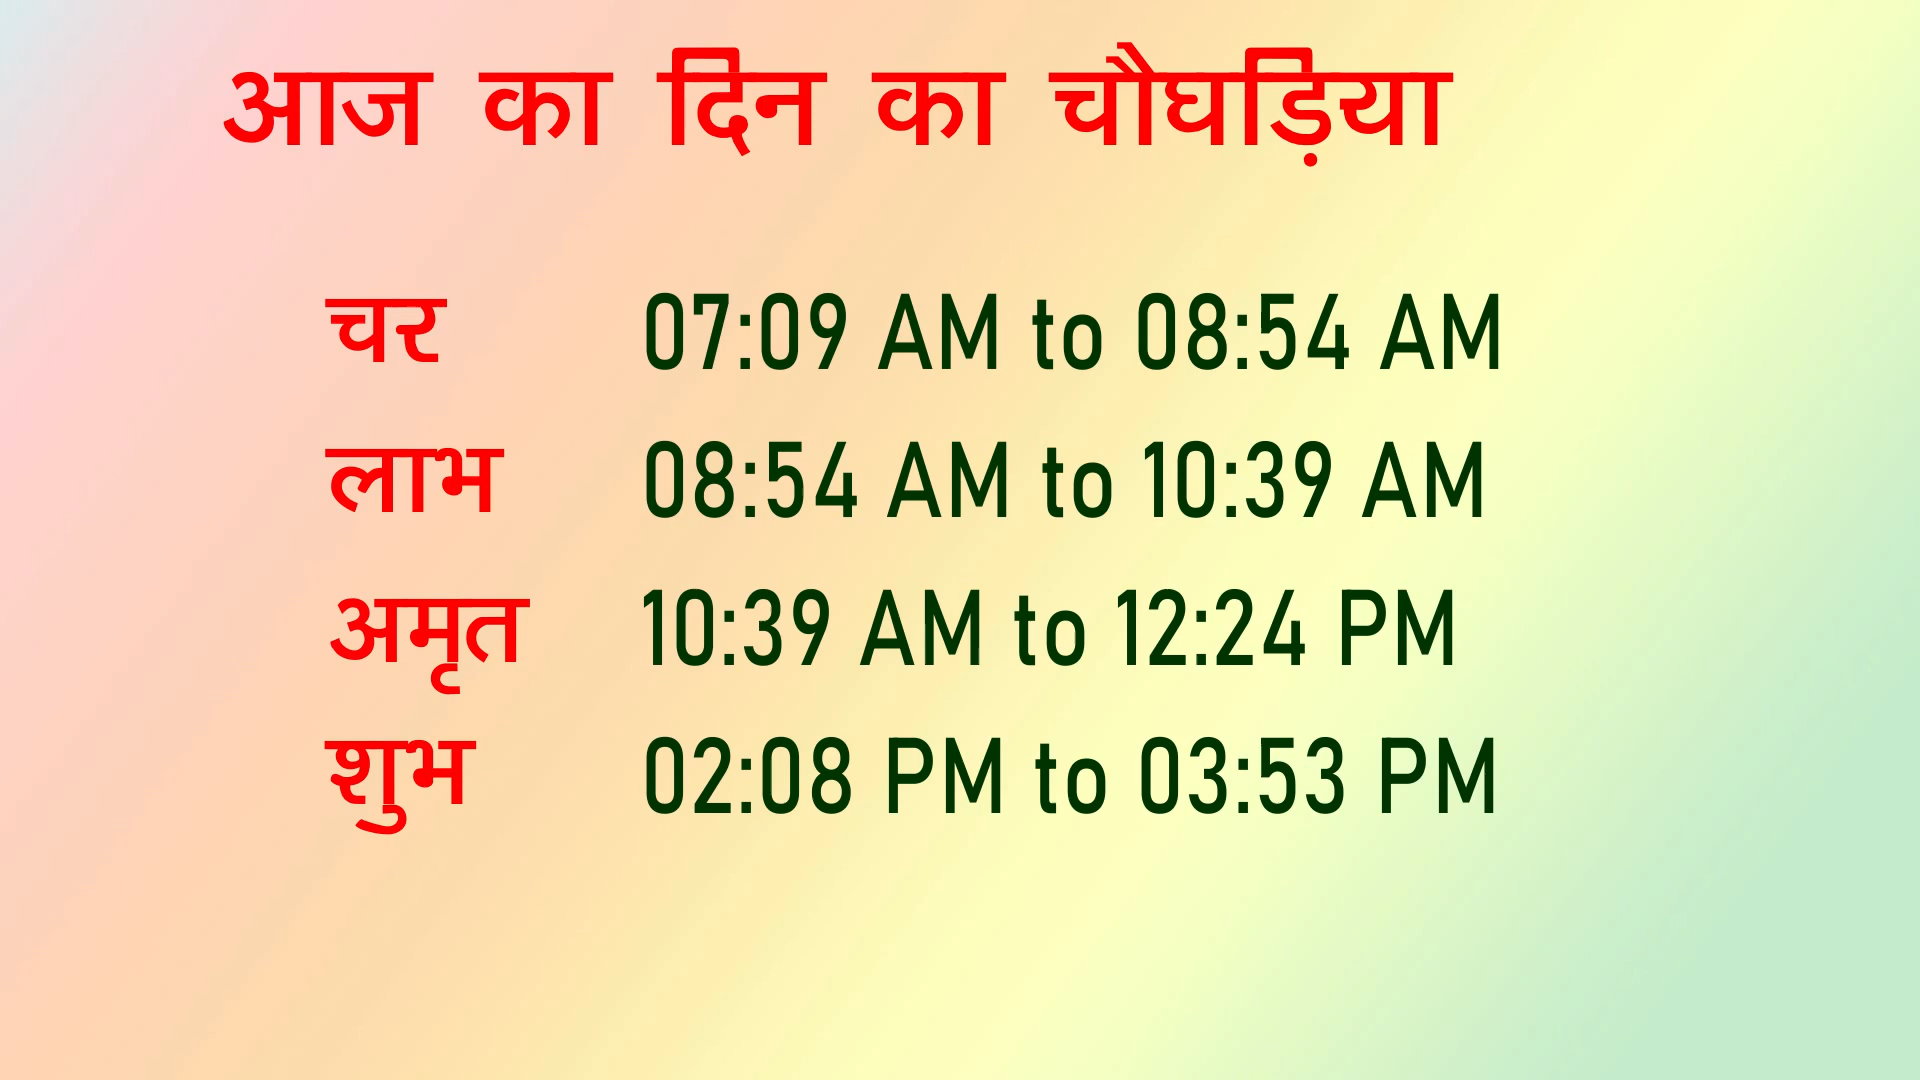 आज का दिन का चौघड़िया
चर 07:09 AM to 08:54 AM
लाभ 08:54 AM to 10:39 AM
अमृत 10:39 AM to 12:24 PM
शुभ 02:08 PM to 03:53 PM